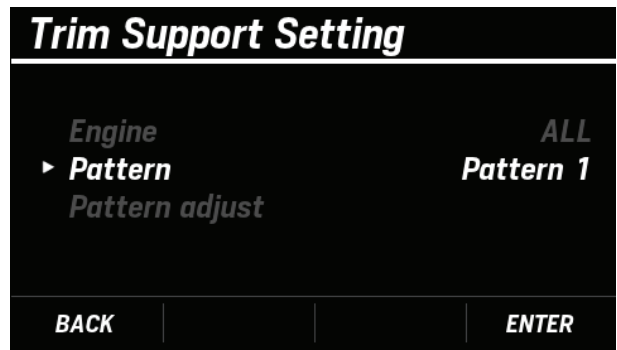 Trim Support Setting
Engine ALL
▸ Pattern Pattern 1
Pattern adjust
BACK ENTER